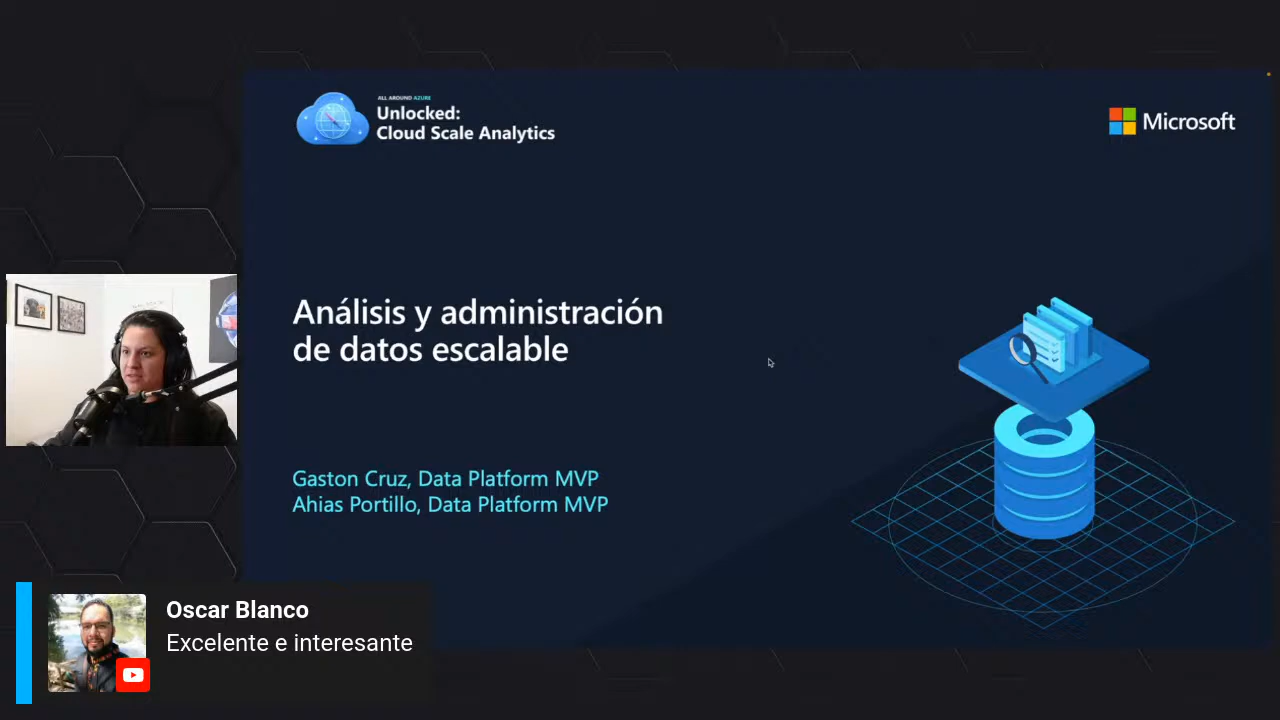 ALL AROUND AZURE
Unlocked:
Cloud Scale Analytics
Microsoft
Análisis y administración
de datos escalable
Gaston Cruz, Data Platform MVP
Ahias Portillo, Data Platform MVP
Oscar Blanco
Excelente e interesante